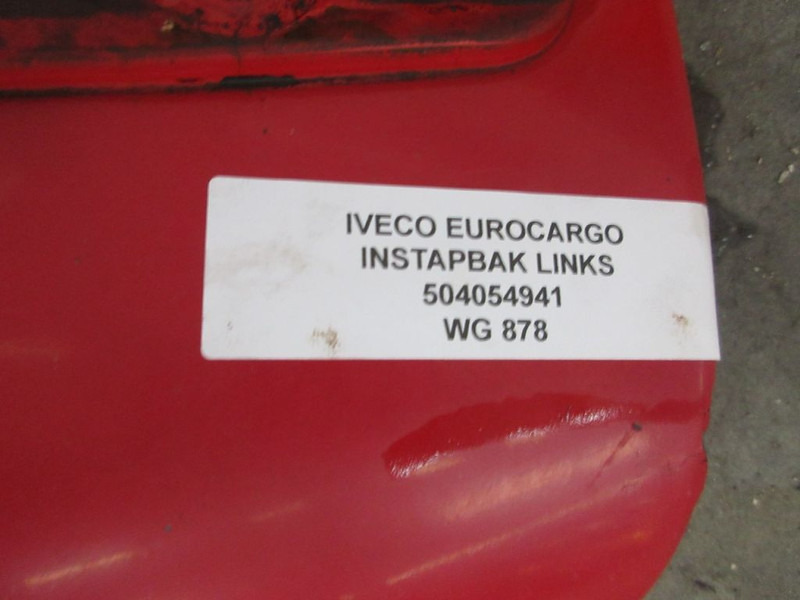 IVECO EUROCARGO
INSTAPBAK LINKS
504054941
WG 878